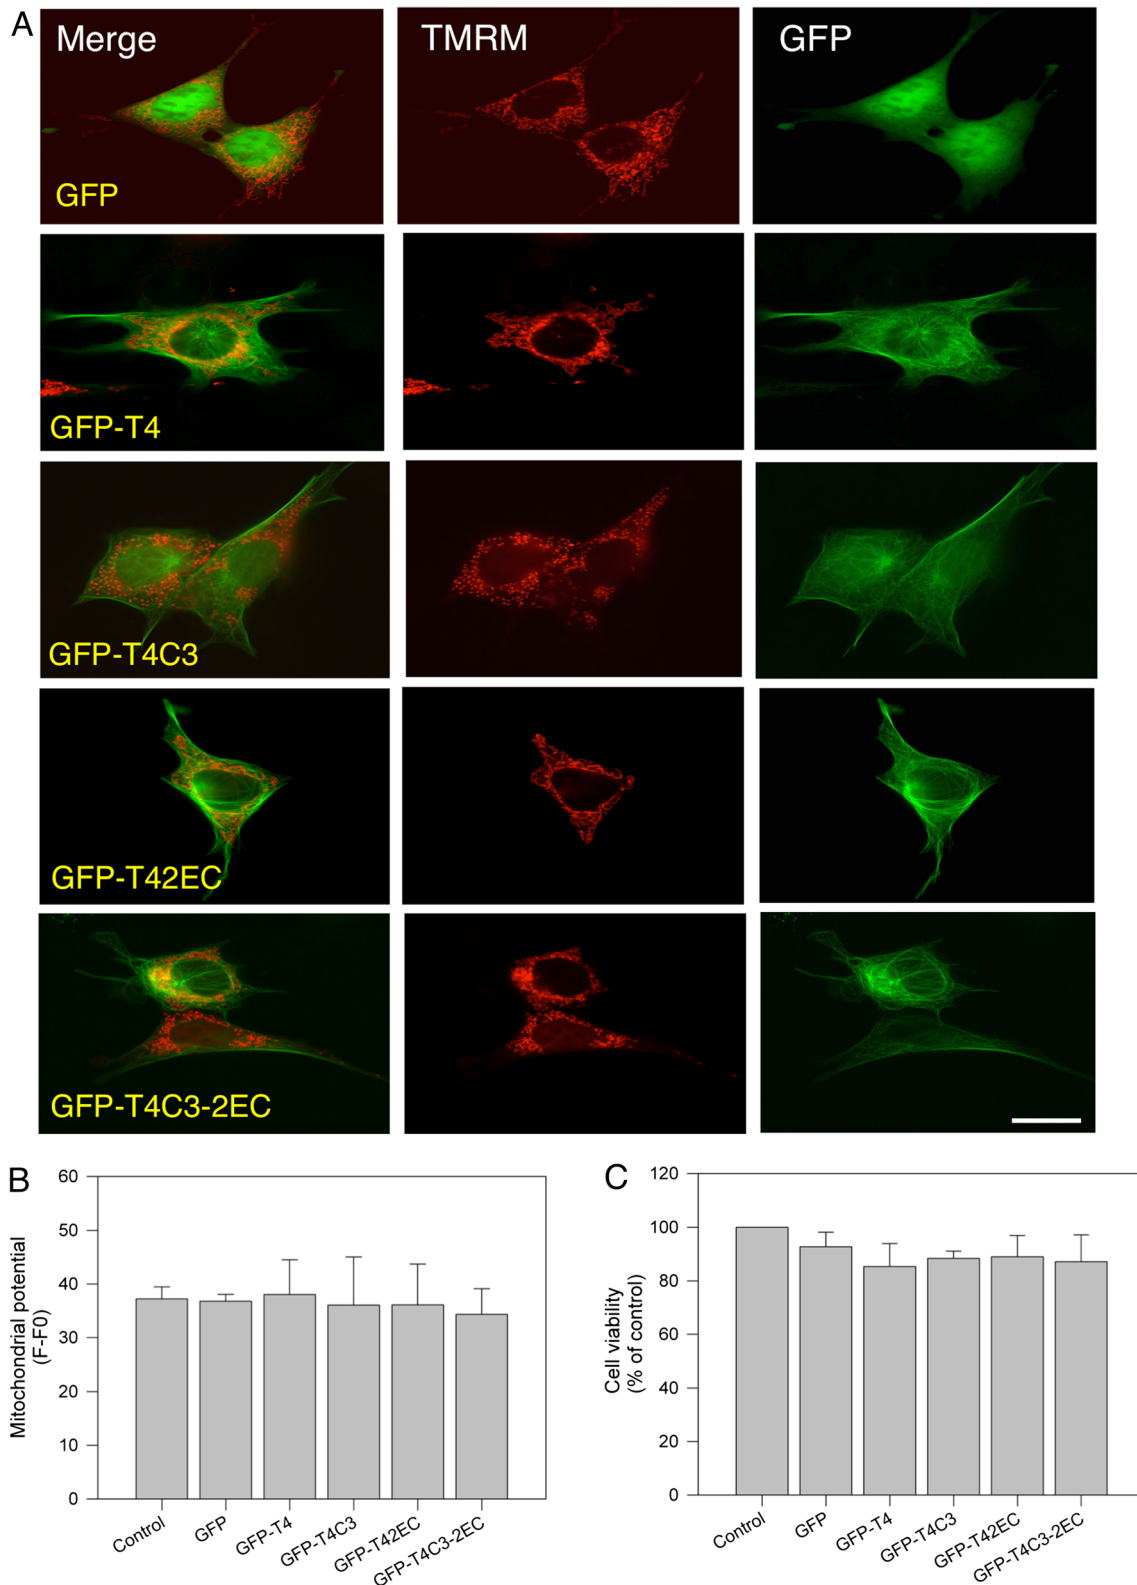 A
Merge
TMRM
GFP
GFP
GFP-T4
GFP-T4C3
GFP-T42EC
GFP-T4C3-2EC
B
Mitochondrial potential
(F-F0)
60
50
40
30
20
10
0
Control
GFP
GFP-T4
GFP-T4C3
GFP-T42EC
GFP-T4C3-2EC
C
Cell viability
(% of control)
120
100
80
60
40
20
0
Control
GFP
GFP-T4
GFP-T4C3
GFP-T42EC
GFP-T4C3-2EC